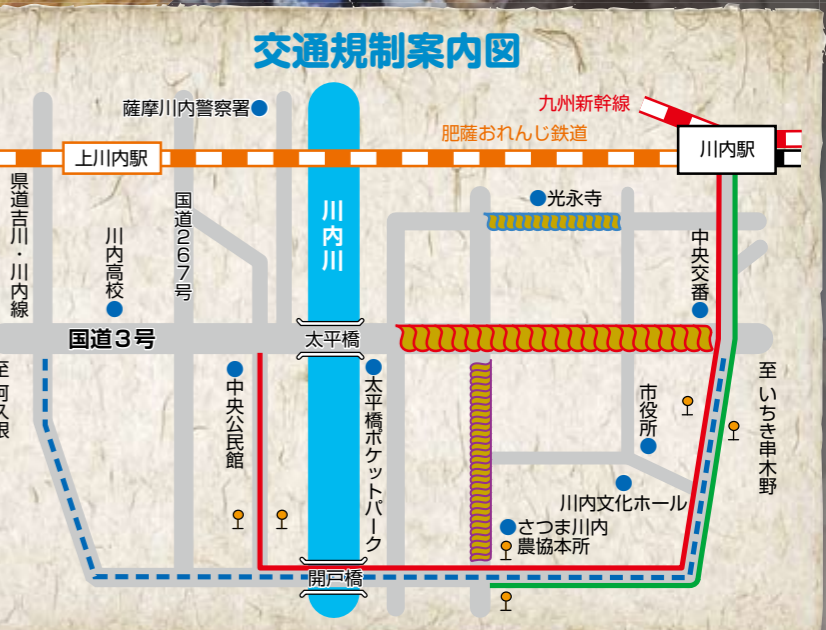 交通規制案内図
薩摩川内警察署
九州新幹線
肥薩おれんじ鉄道
上川内駅
川内駅
県道吉川・川内線
川内高校
国道267号
川内川
光永寺
中央交番
国道3号
太平橋
至 阿久根
中央公民館
太平橋ポケットパーク
市役所
至 いちき串木野
川内文化ホール
さつま川内
農協本所
開戸橋